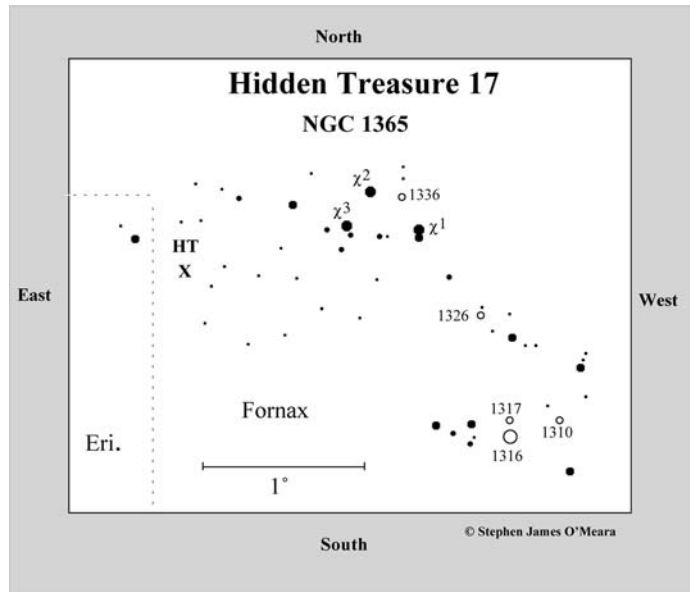 North
Hidden Treasure 17
NGC 1365
χ2
1336
χ3
χ1
HT
X
East
West
1326
Fornax
1317
1310
Eri.
1316
1°
© Stephen James O’Meara
South